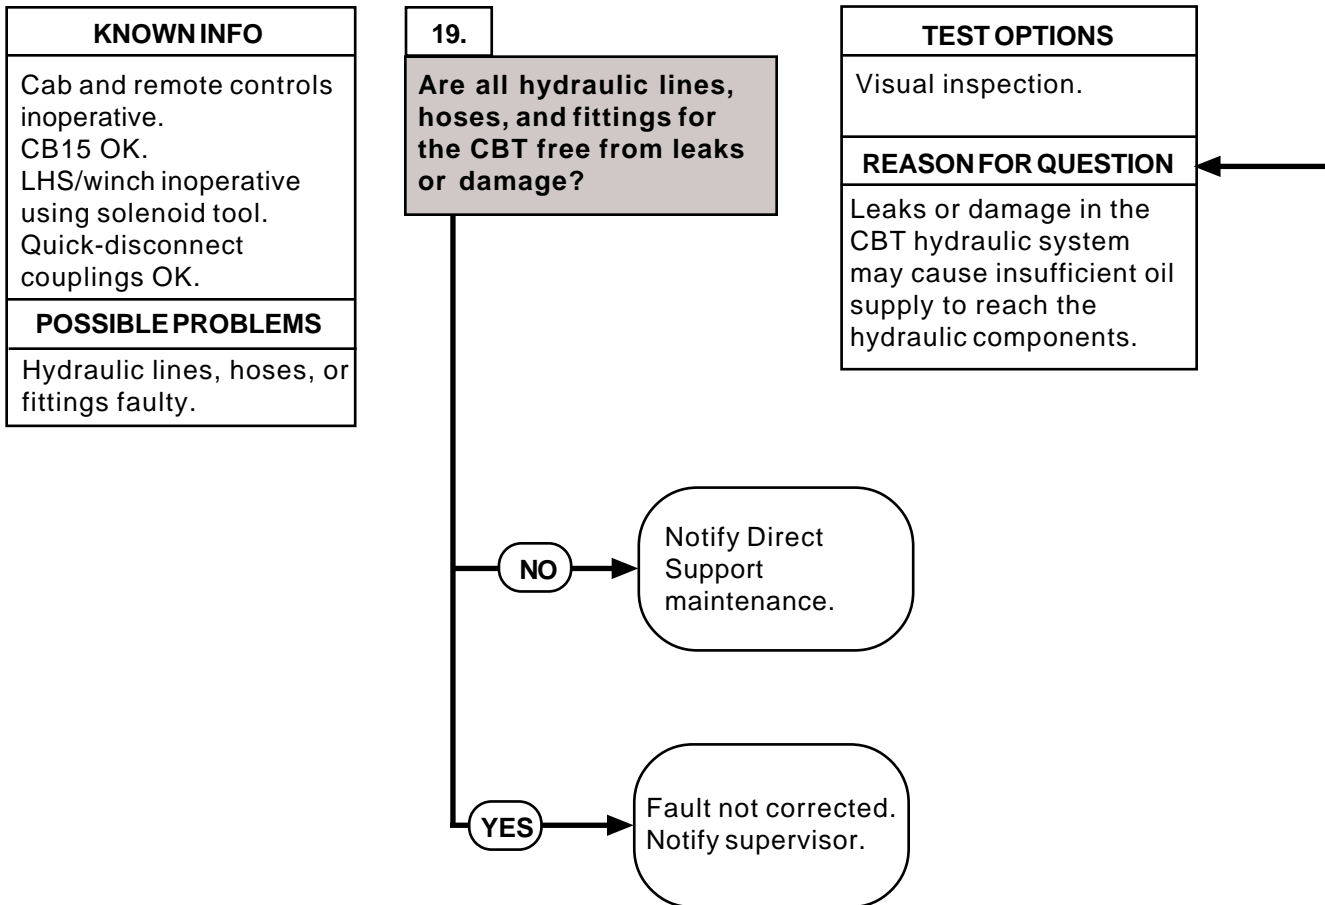 KNOWN INFO
Cab and remote controls
inoperative.
CB15 OK.
LHS/winch inoperative
using solenoid tool.
Quick-disconnect
couplings OK.
POSSIBLE PROBLEMS
Hydraulic lines, hoses, or
fittings faulty.
19.
Are all hydraulic lines,
hoses, and fittings for
the CBT free from leaks
or damage?
TEST OPTIONS
Visual inspection.
REASON FOR QUESTION
Leaks or damage in the
CBT hydraulic system
may cause insufficient oil
supply to reach the
hydraulic components.
NO
Notify Direct
Support
maintenance.
YES
Fault not corrected.
Notify supervisor.